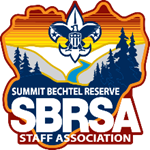 SUMMIT BECHTEL RESERVE
SBRSA
STAFF ASSOCIATION